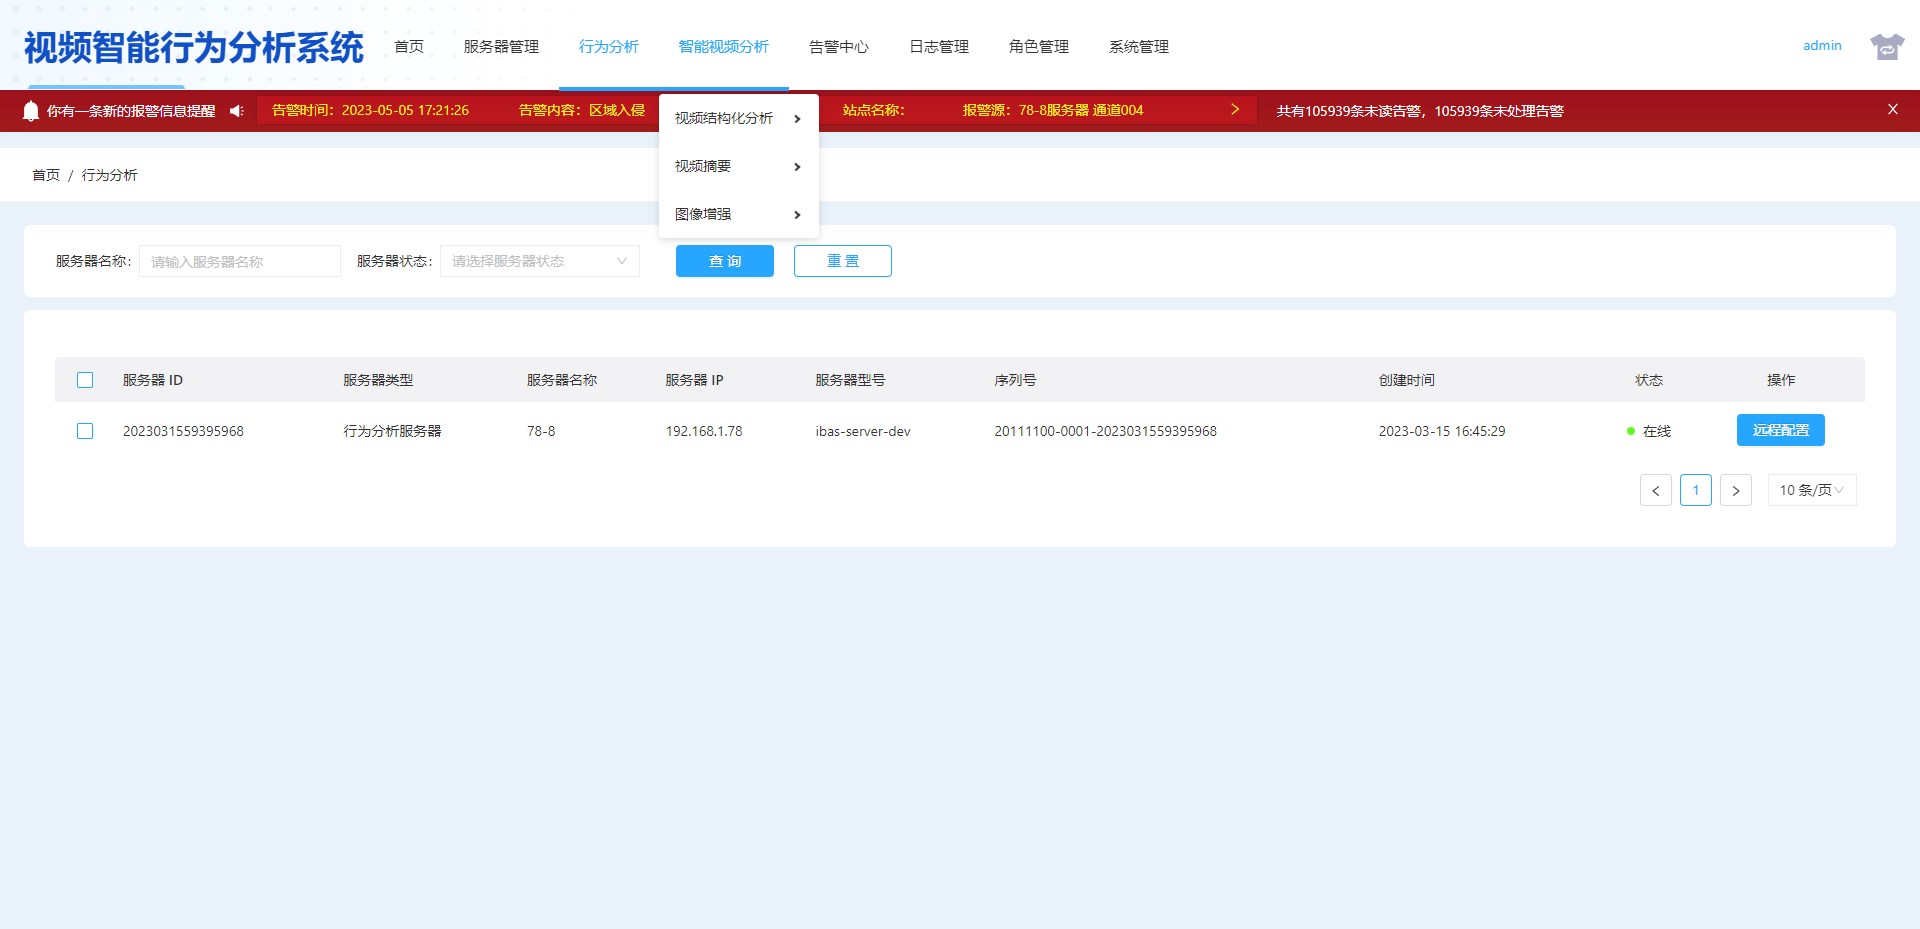 视频智能行为分析系统 首页 服务器管理 行为分析 智能视频分析 告警中心 日志管理 角色管理 系统管理 admin
你有一条新的报警信息提醒 告警时间：2023-05-05 17:21:26 告警内容：区域入侵 站点名称： 报警源：78-8服务器 通道004 > 共有105939条未读告警，105939条未处理告警 X
视频结构化分析 >
视频摘要 >
图像增强 >
首页 / 行为分析
服务器名称： 请输入服务器名称 服务器状态： 请选择服务器状态 查 询 重 置
服务器 ID 服务器类型 服务器名称 服务器 IP 服务器型号 序列号 创建时间 状态 操作
2023031559395968 行为分析服务器 78-8 192.168.1.78 ibas-server-dev 20111100-0001-2023031559395968 2023-03-15 16:45:29 在线 远程配置
< 1 > 10 条/页